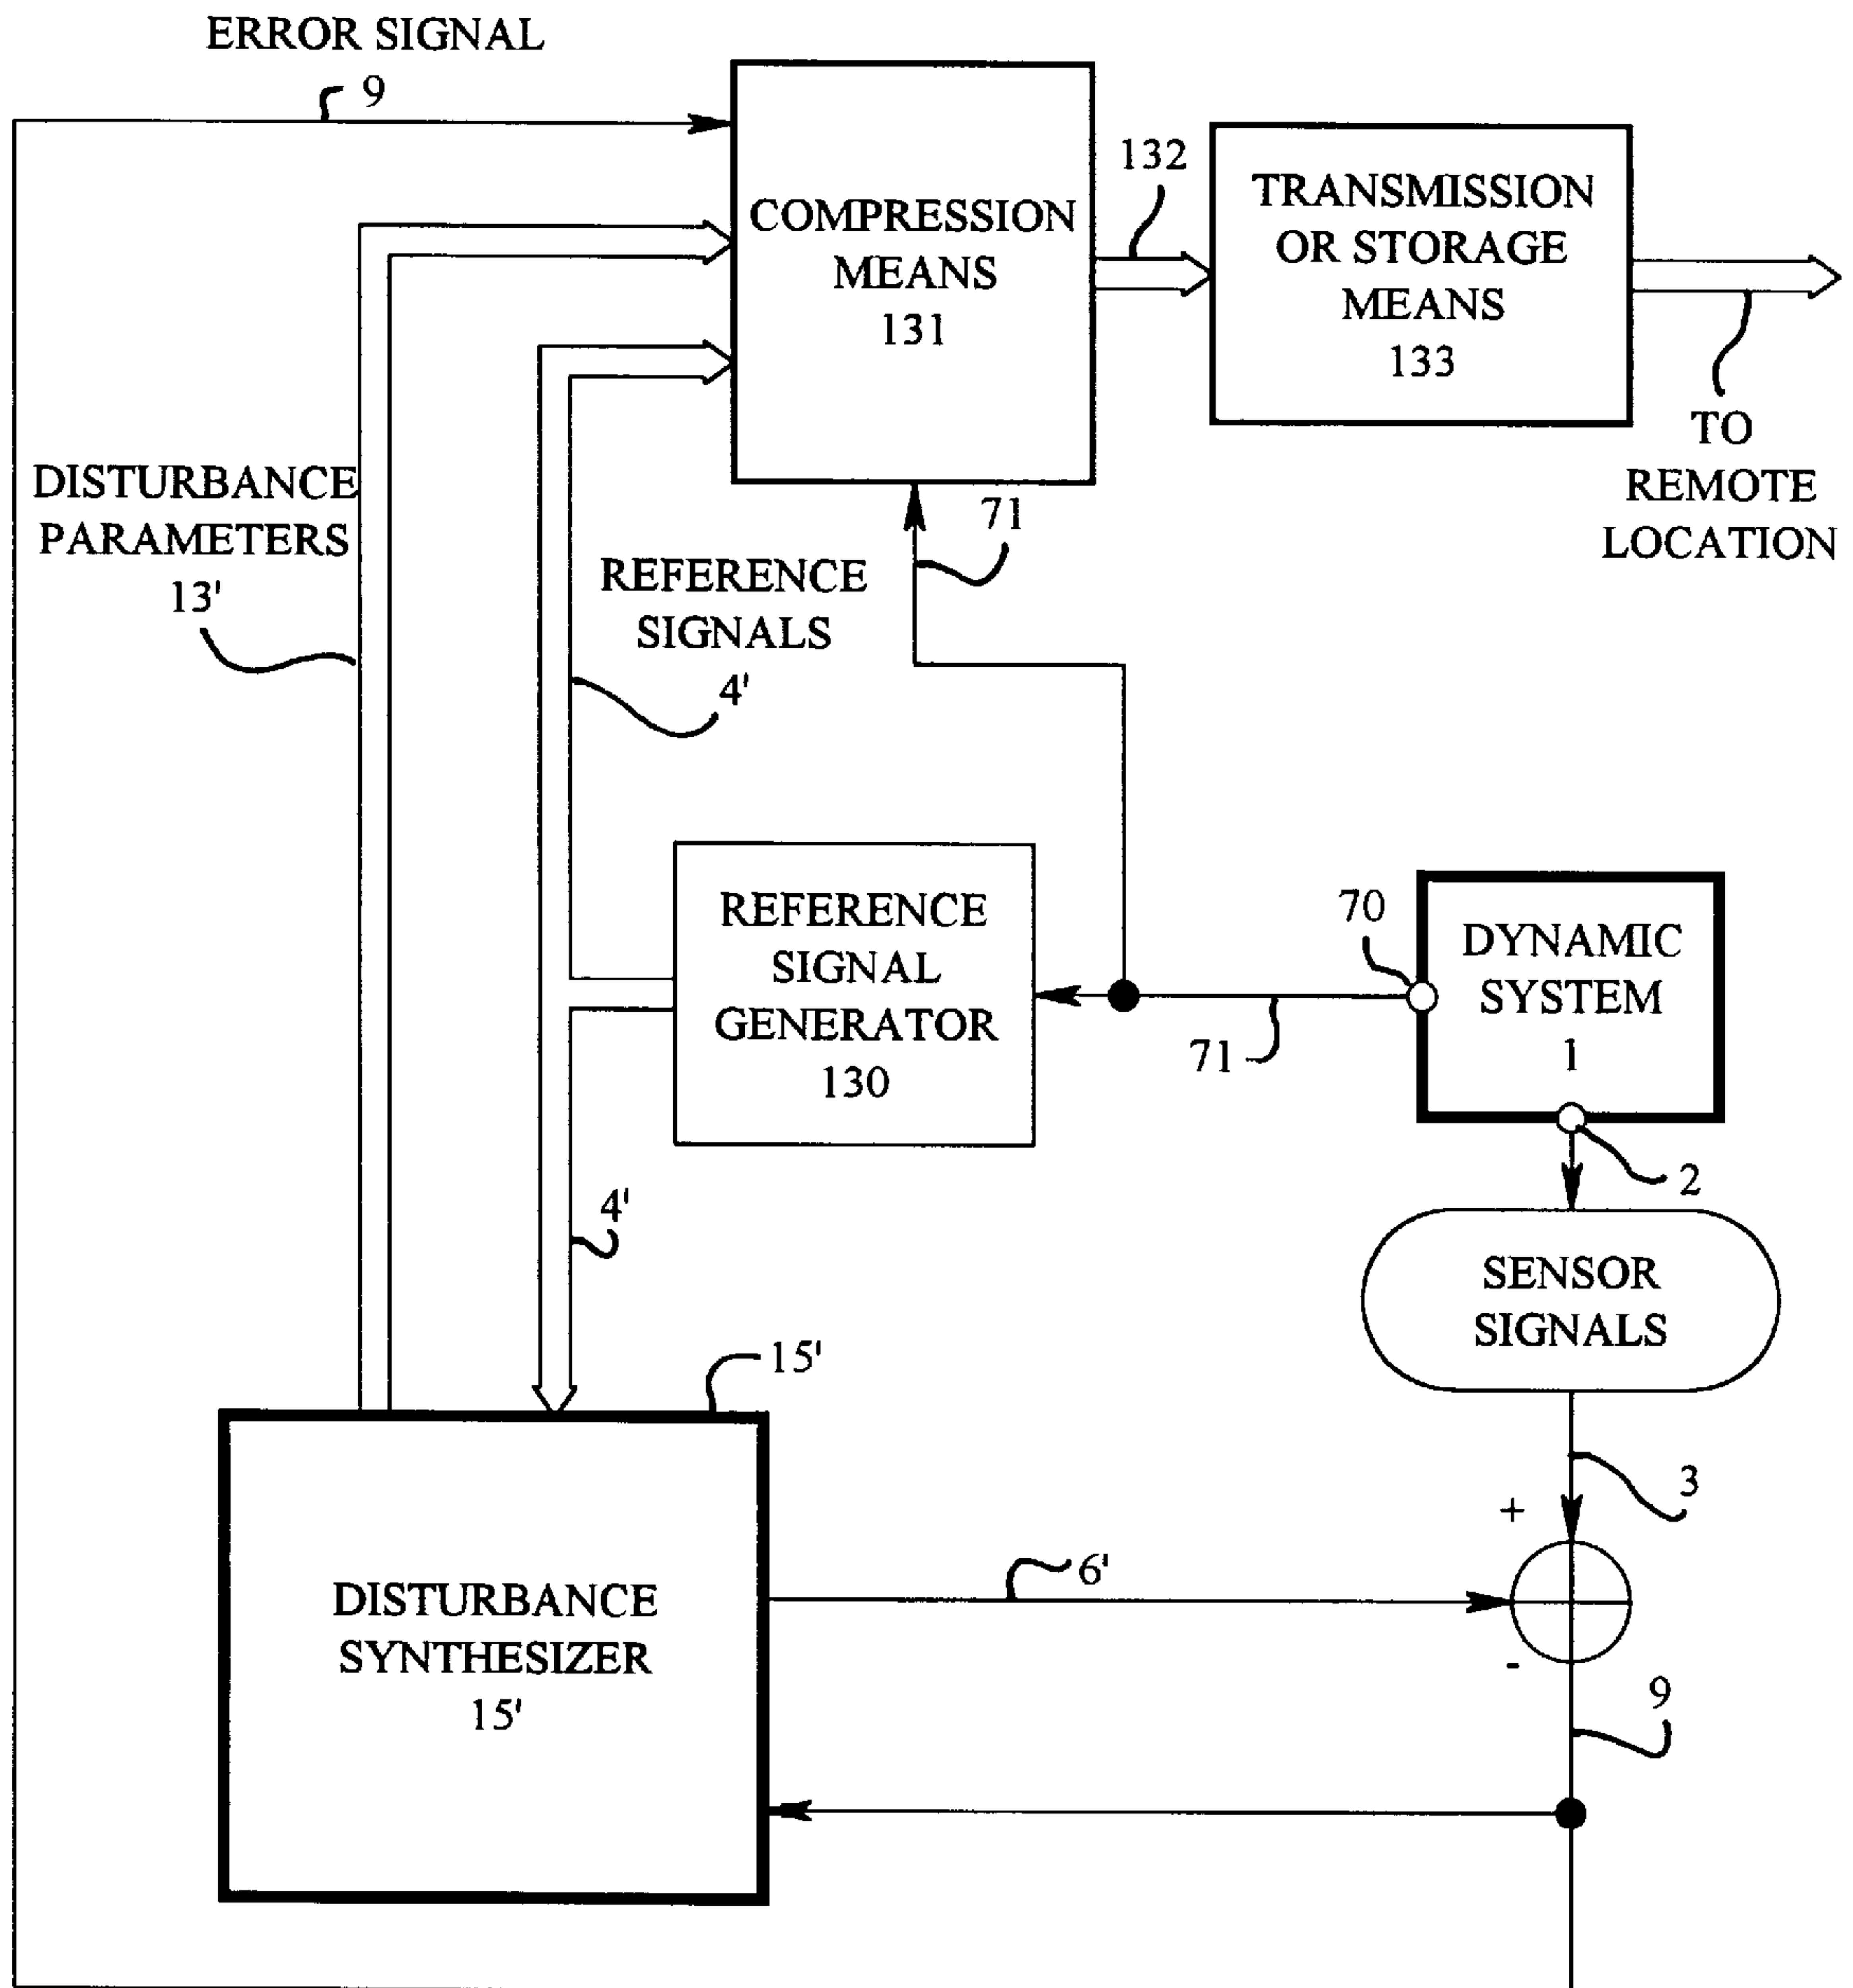 ERROR SIGNAL
9
COMPRESSION
MEANS
131
132
TRANSMISSION
OR STORAGE
MEANS
133
TO
REMOTE
LOCATION
DISTURBANCE
PARAMETERS
13'
REFERENCE
SIGNALS
4'
71
REFERENCE
SIGNAL
GENERATOR
130
71
70
DYNAMIC
SYSTEM
1
2
4'
SENSOR
SIGNALS
15'
3
+
6'
-
DISTURBANCE
SYNTHESIZER
15'
9